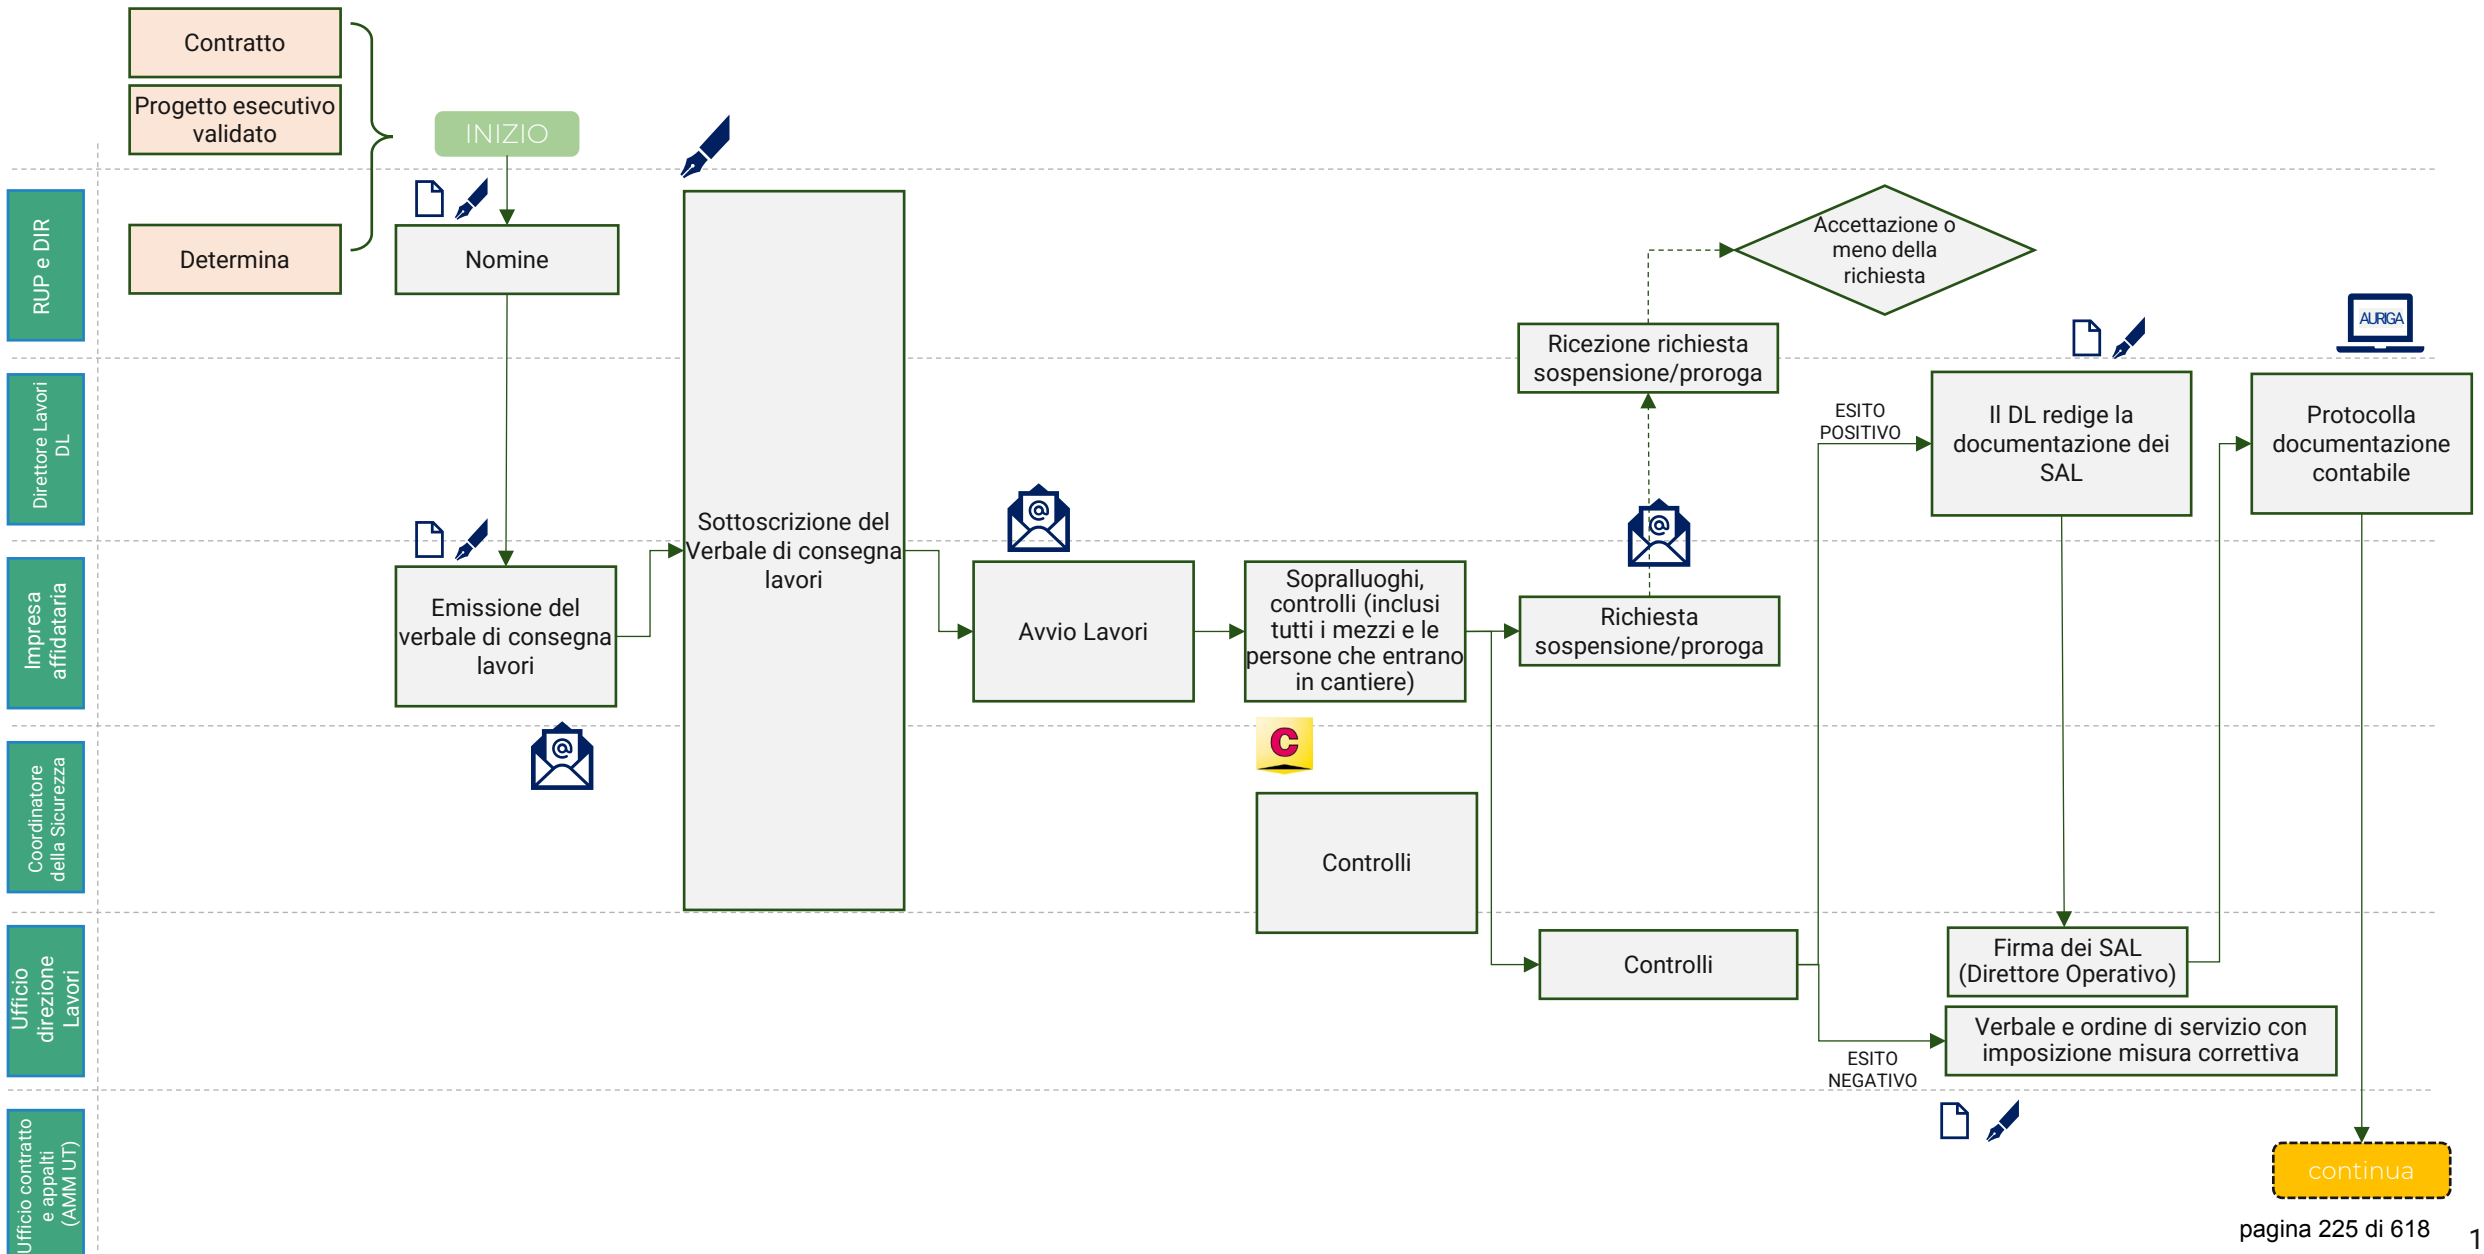 Contratto
Progetto esecutivo
validato
INIZIO
RUP e DIR
Determina
Nomine
Accettazione o
meno della
richiesta
AURIGA
Ricezione richiesta
sospensione/proroga
Direttore Lavori
DL
ESITO
POSITIVO
Il DL redige la
documentazione dei
SAL
Protocolla
documentazione
contabile
@
@
Impresa
affidataria
Emissione del
verbale di consegna
lavori
Sottoscrizione del
Verbale di consegna
lavori
Avvio Lavori
Sopralluoghi,
controlli (inclusi
tutti i mezzi e le
persone che entrano
in cantiere)
Richiesta
sospensione/proroga
@
C
Coordinatore
della Sicurezza
Controlli
Ufficio
direzione
Lavori
Controlli
Firma dei SAL
(Direttore Operativo)
Verbale e ordine di servizio con
imposizione misura correttiva
ESITO
NEGATIVO
Ufficio contratto
e appalti
(AMM UT)
continua
pagina 225 di 618
1